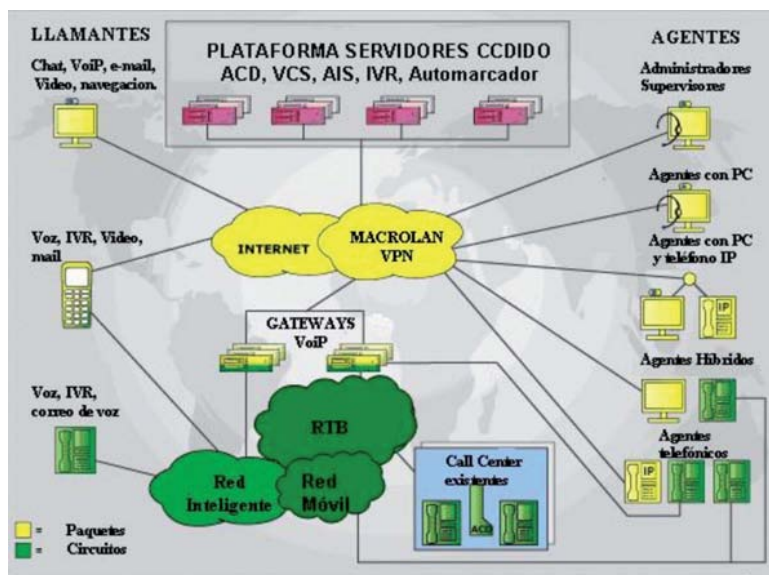 LLAMANTES
Chat, VoiP, e-mail,
Video, navegacion.
PLATAFORMA SERVIDORES CCDIDO
ACD, VCS, AIS, IVR, Automarcador
AGENTES
Administradores
Supervisores
Agentes con PC
Agentes con PC
y teléfono IP
IP
Voz, IVR, Video,
mail
INTERNET
MACROLAN
VPN
GATEWAYS
VoiP
Agentes Híbridos
Voz, IVR,
correo de voz
RTB
Red
Inteligente
Red
Móvil
Call Center
existentes
ACD
Agentes
telefónicos
IP
= Paquetes
= Circuitos